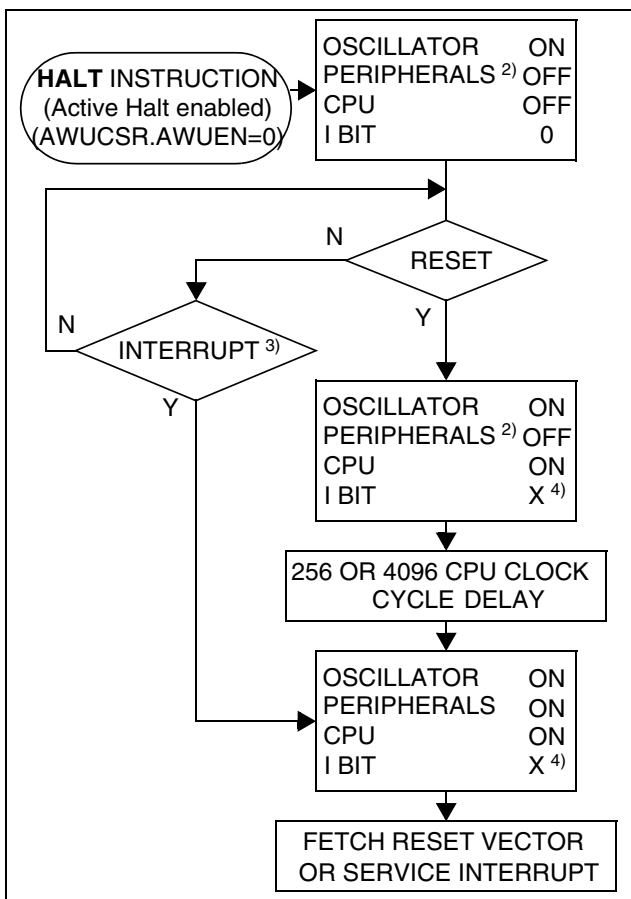 HALT INSTRUCTION
(Active Halt enabled)
(AWUCSR.AWUEN=0)
OSCILLATOR ON
PERIPHERALS 2) OFF
CPU OFF
I BIT 0
RESET
N
Y
INTERRUPT 3)
N
Y
OSCILLATOR ON
PERIPHERALS 2) OFF
CPU ON
I BIT X 4)
256 OR 4096 CPU CLOCK
CYCLE DELAY
OSCILLATOR ON
PERIPHERALS ON
CPU ON
I BIT X 4)
FETCH RESET VECTOR
OR SERVICE INTERRUPT